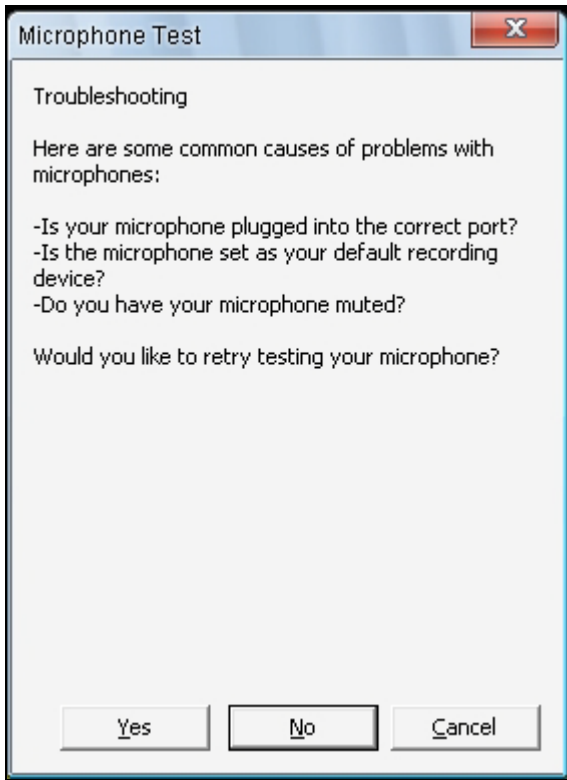 Microphone Test
X
Troubleshooting
Here are some common causes of problems with
microphones:
-Is your microphone plugged into the correct port?
-Is the microphone set as your default recording
device?
-Do you have your microphone muted?
Would you like to retry testing your microphone?
Yes No Cancel